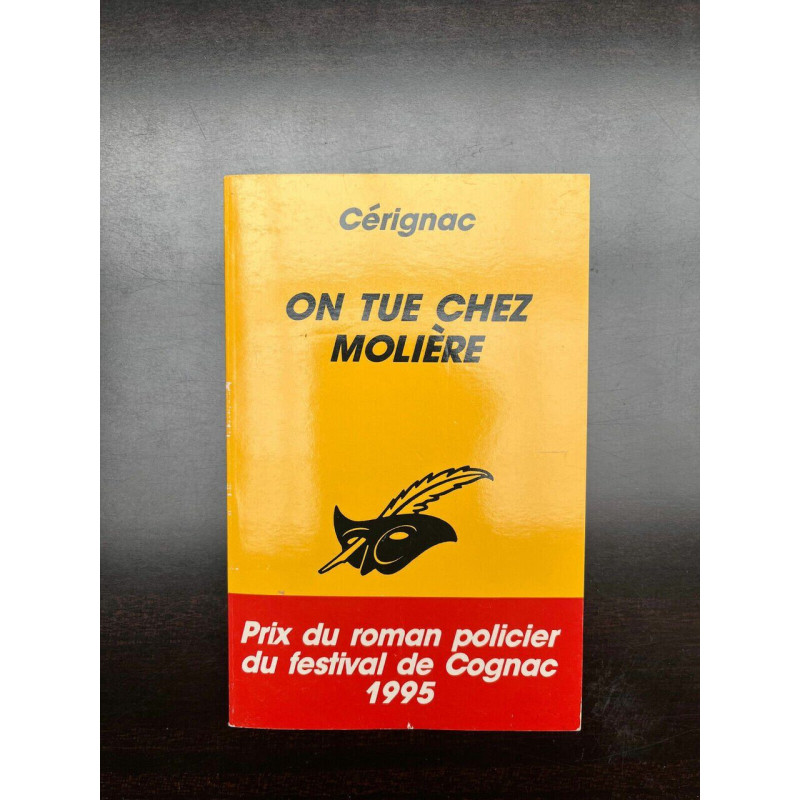 Cérignac
ON TUE CHEZ
MOLIÈRE
Prix du roman policier
du festival de Cognac
1995